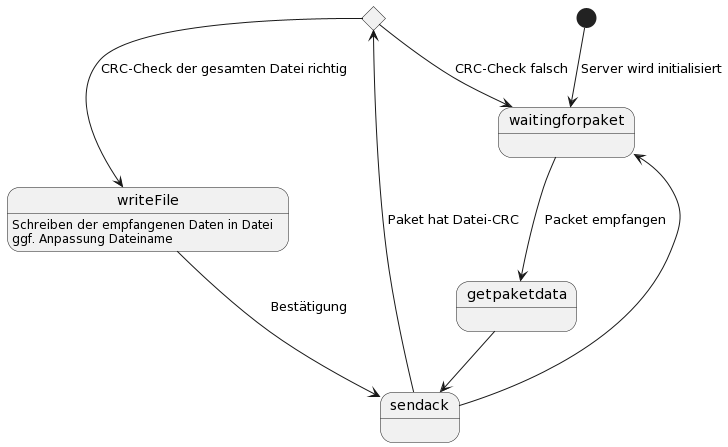 CRC-Check der gesamten Datei richtig
CRC-Check falsch
Server wird initialisiert
waitingforpaket
writeFile
Schreiben der empfangenen Daten in Datei
ggf. Anpassung Dateiname
Paket hat Datei-CRC
Packet empfangen
getpaketdata
Bestätigung
sendack